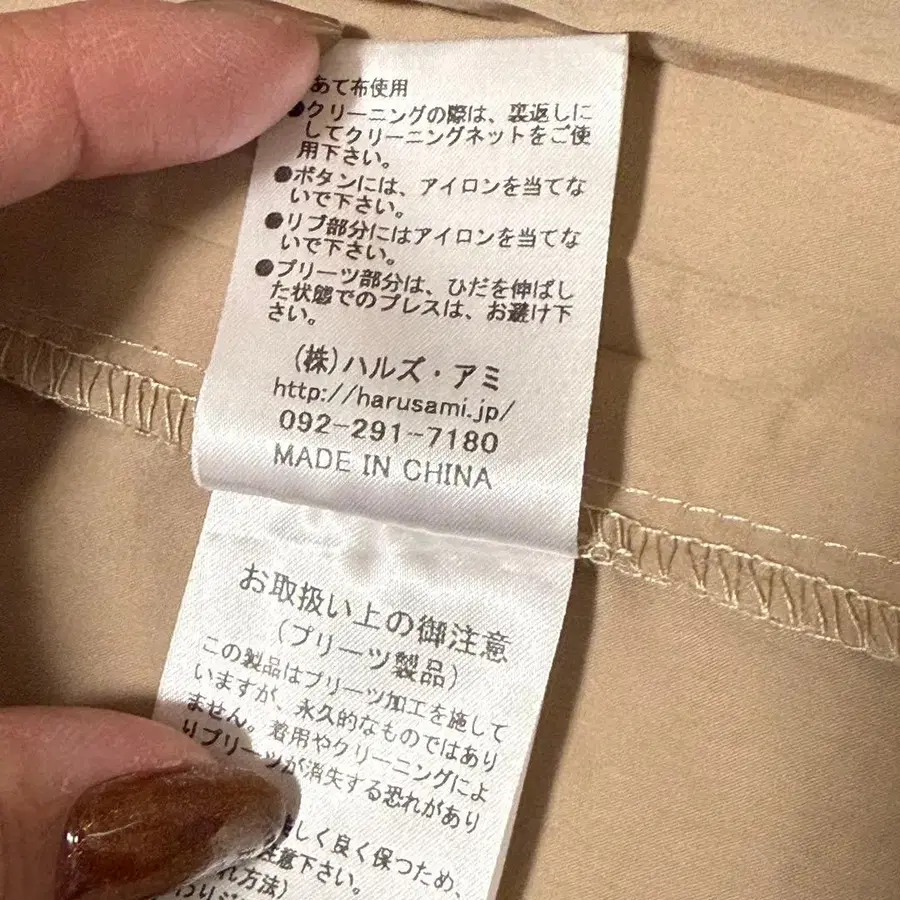 あて布使用
●クリーニングの際は、裏返しに
してクリーニングネットをご使
用下さい。
●ボタンには、アイロンを当てな
いで下さい。
●リブ部分にはアイロンを当てな
いで下さい。
●プリーツ部分は、ひだを伸ばし
た状態でのプレスは、お避け下
さい。
(株)ハルズ・アミ
http://harusami.jp/
092-291-7180
MADE IN CHINA
お取扱い上の御注意
(プリーツ製品)
この製品はプリーツ加工を施して
いますが、永久的なものではあり
ません。着用やクリーニングによ
りプリーツが消失する恐れがあり
しく良く保つため、
注意下さい。
れ方法)